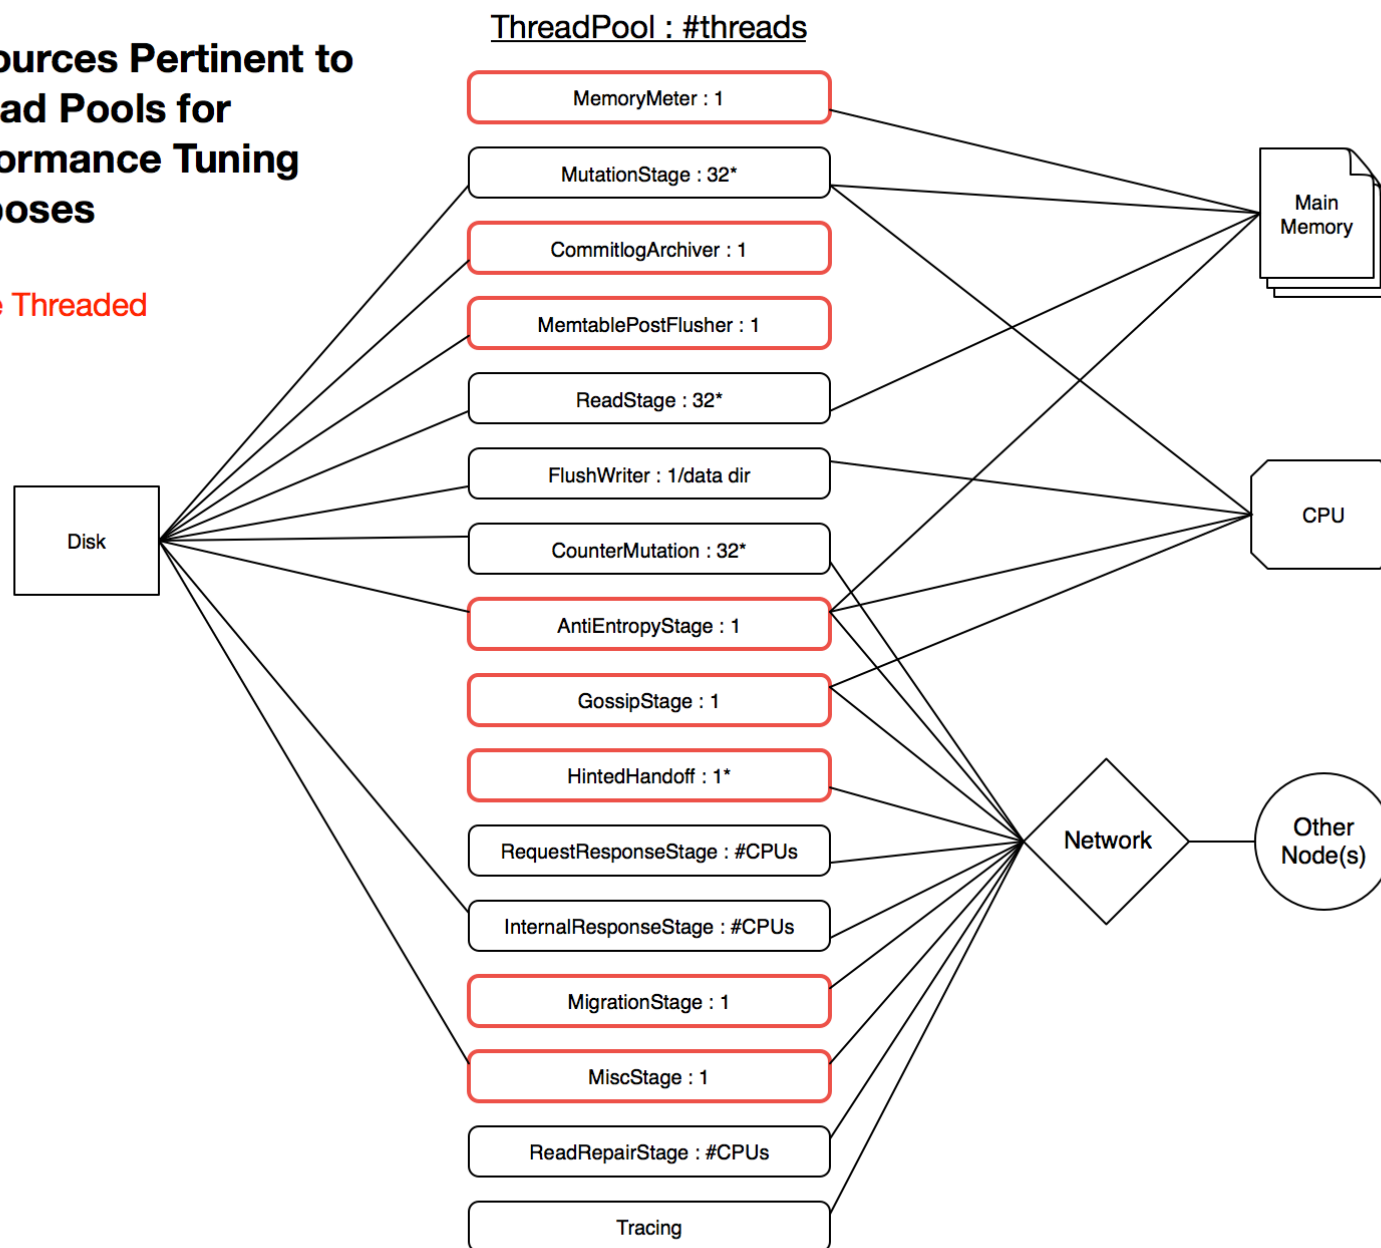 ources Pertinent to
ad Pools for
ormance Tuning
poses
e Threaded
ThreadPool : #threads
MemoryMeter : 1
MutationStage : 32*
CommitlogArchiver : 1
MemtablePostFlusher : 1
ReadStage : 32*
FlushWriter : 1/data dir
CounterMutation : 32*
AntiEntropyStage : 1
GossipStage : 1
HintedHandoff : 1*
RequestResponseStage : #CPUs
InternalResponseStage : #CPUs
MigrationStage : 1
MiscStage : 1
ReadRepairStage : #CPUs
Tracing
Disk
Main
Memory
CPU
Network
Other
Node(s)